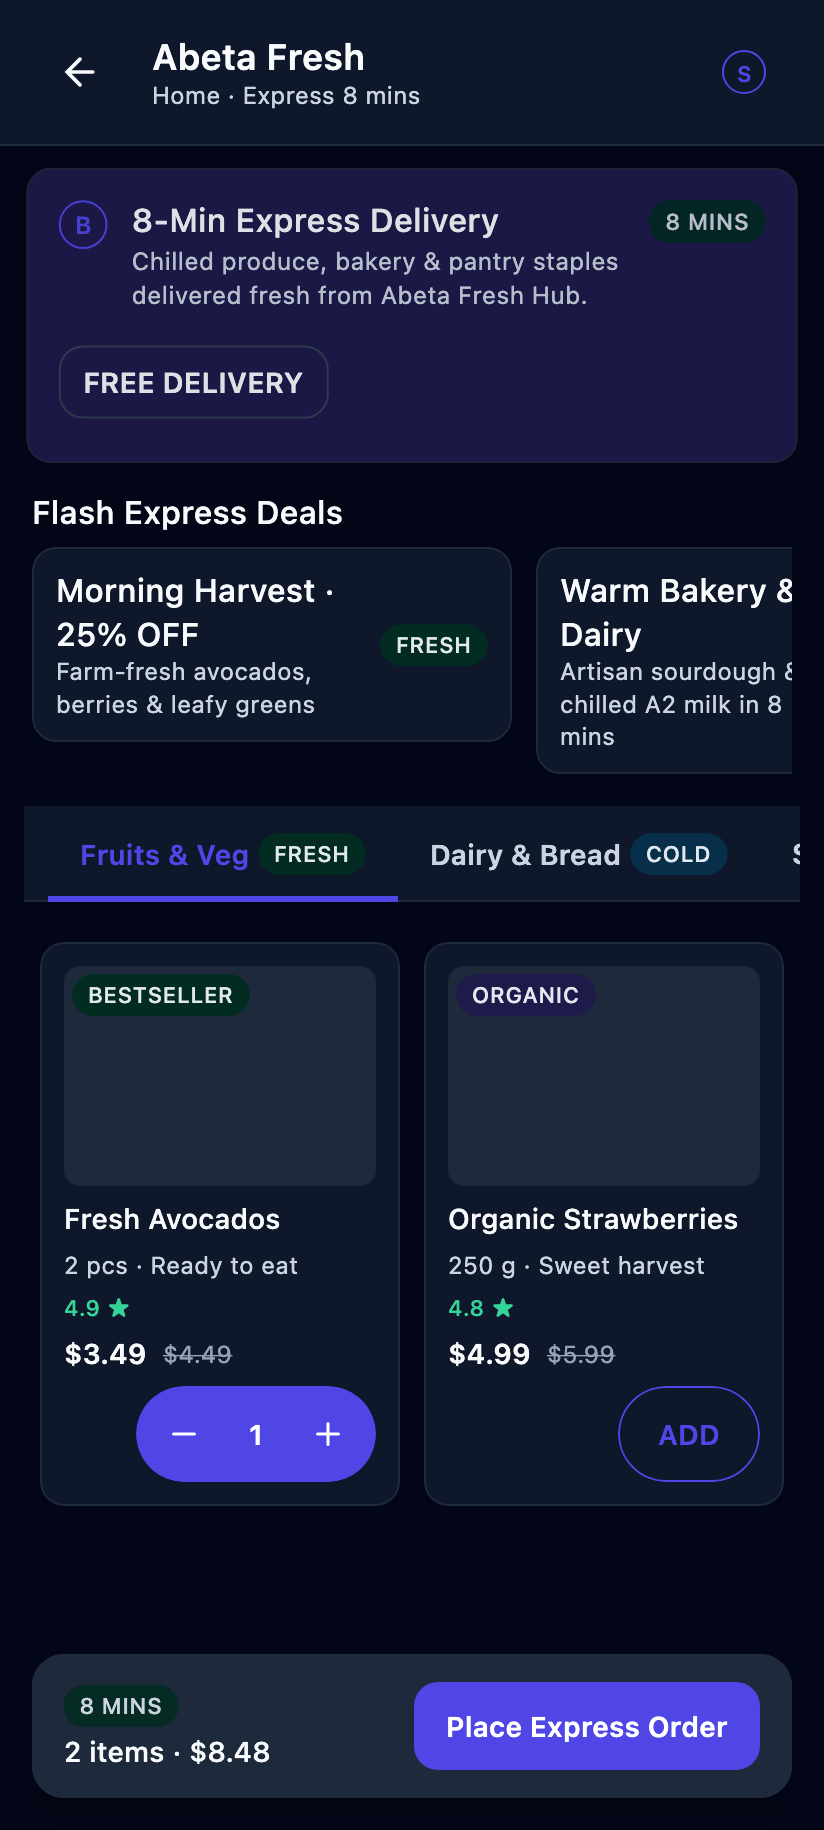 Abeta Fresh
Home · Express 8 mins
S
B
8-Min Express Delivery
8 MINS
Chilled produce, bakery & pantry staples
delivered fresh from Abeta Fresh Hub.
FREE DELIVERY
Flash Express Deals
Morning Harvest ·
25% OFF
Farm-fresh avocados,
berries & leafy greens
FRESH
Warm Bakery &
Dairy
Artisan sourdough &
chilled A2 milk in 8
mins
Fruits & Veg FRESH
Dairy & Bread COLD
BESTSELLER
Fresh Avocados
2 pcs · Ready to eat
4.9 ★
$3.49 $4.49
− 1 +
ORGANIC
Organic Strawberries
250 g · Sweet harvest
4.8 ★
$4.99 $5.99
ADD
8 MINS
2 items · $8.48
Place Express Order